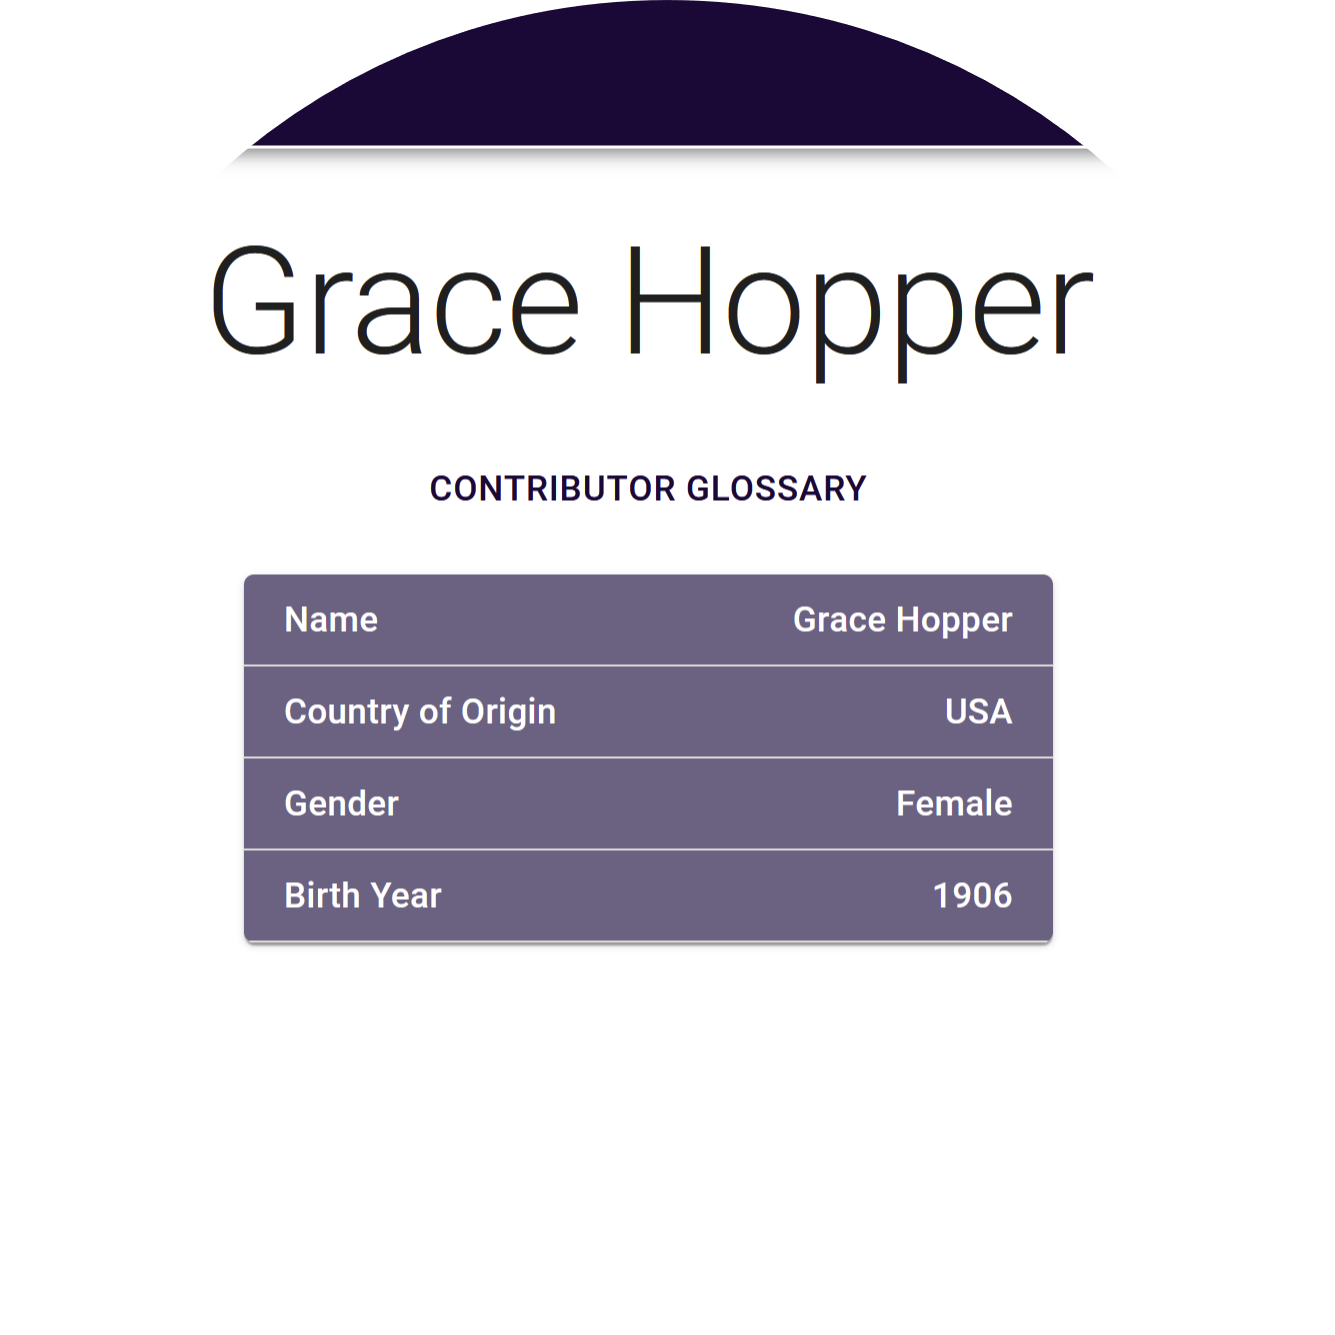 Grace Hopper
CONTRIBUTOR GLOSSARY
Name Grace Hopper
Country of Origin USA
Gender Female
Birth Year 1906